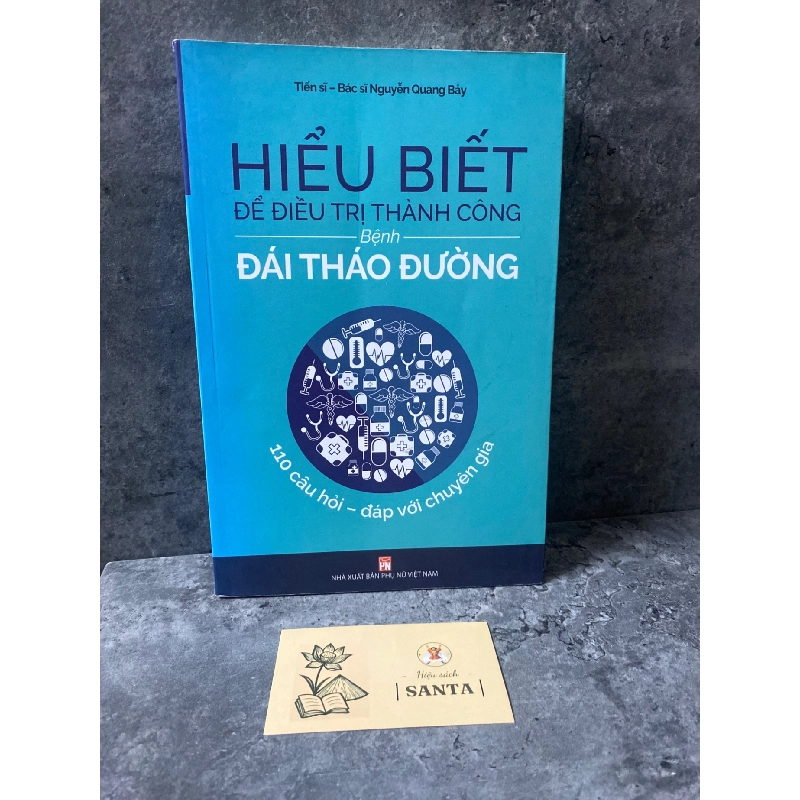 Tiến sĩ – Bác sĩ Nguyễn Quang Bảy
HIỂU BIẾT
ĐỂ ĐIỀU TRỊ THÀNH CÔNG
Bệnh
ĐÁI THÁO ĐƯỜNG
110 câu hỏi – đáp với chuyên gia
PN
NHÀ XUẤT BẢN PHỤ NỮ VIỆT NAM
Hiệu sách
SANTA